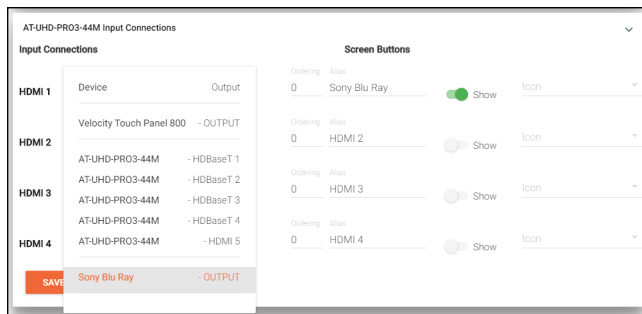 AT-UHD-PRO3-44M Input Connections
Input Connections Screen Buttons
Ordering Alias
HDMI 1 Device Output 0 Sony Blu Ray Show Icon
Velocity Touch Panel 800 - OUTPUT
Ordering Alias
HDMI 2 0 HDMI 2 Show Icon
AT-UHD-PRO3-44M - HDBaseT 1
AT-UHD-PRO3-44M - HDBaseT 2
Ordering Alias
HDMI 3 AT-UHD-PRO3-44M - HDBaseT 3 0 HDMI 3 Show Icon
AT-UHD-PRO3-44M - HDBaseT 4
Ordering Alias
HDMI 4 AT-UHD-PRO3-44M - HDMI 5 0 HDMI 4 Show Icon
SAVE Sony Blu Ray - OUTPUT